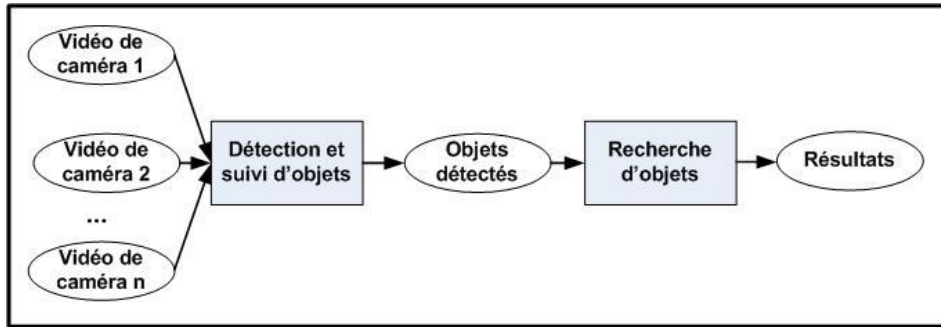 Vidéo de
caméra 1
Vidéo de
caméra 2
...
Vidéo de
caméra n
Détection et
suivi d'objets
Objets
détectés
Recherche
d'objets
Résultats